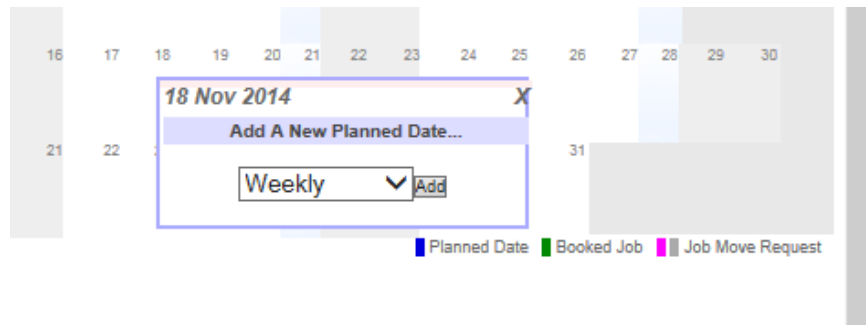 16 17 18 19 20 21 22 23 24 25 26 27 28 29 30
18 Nov 2014 X
Add A New Planned Date...
21 22 31
Weekly Add
Planned Date Booked Job Job Move Request